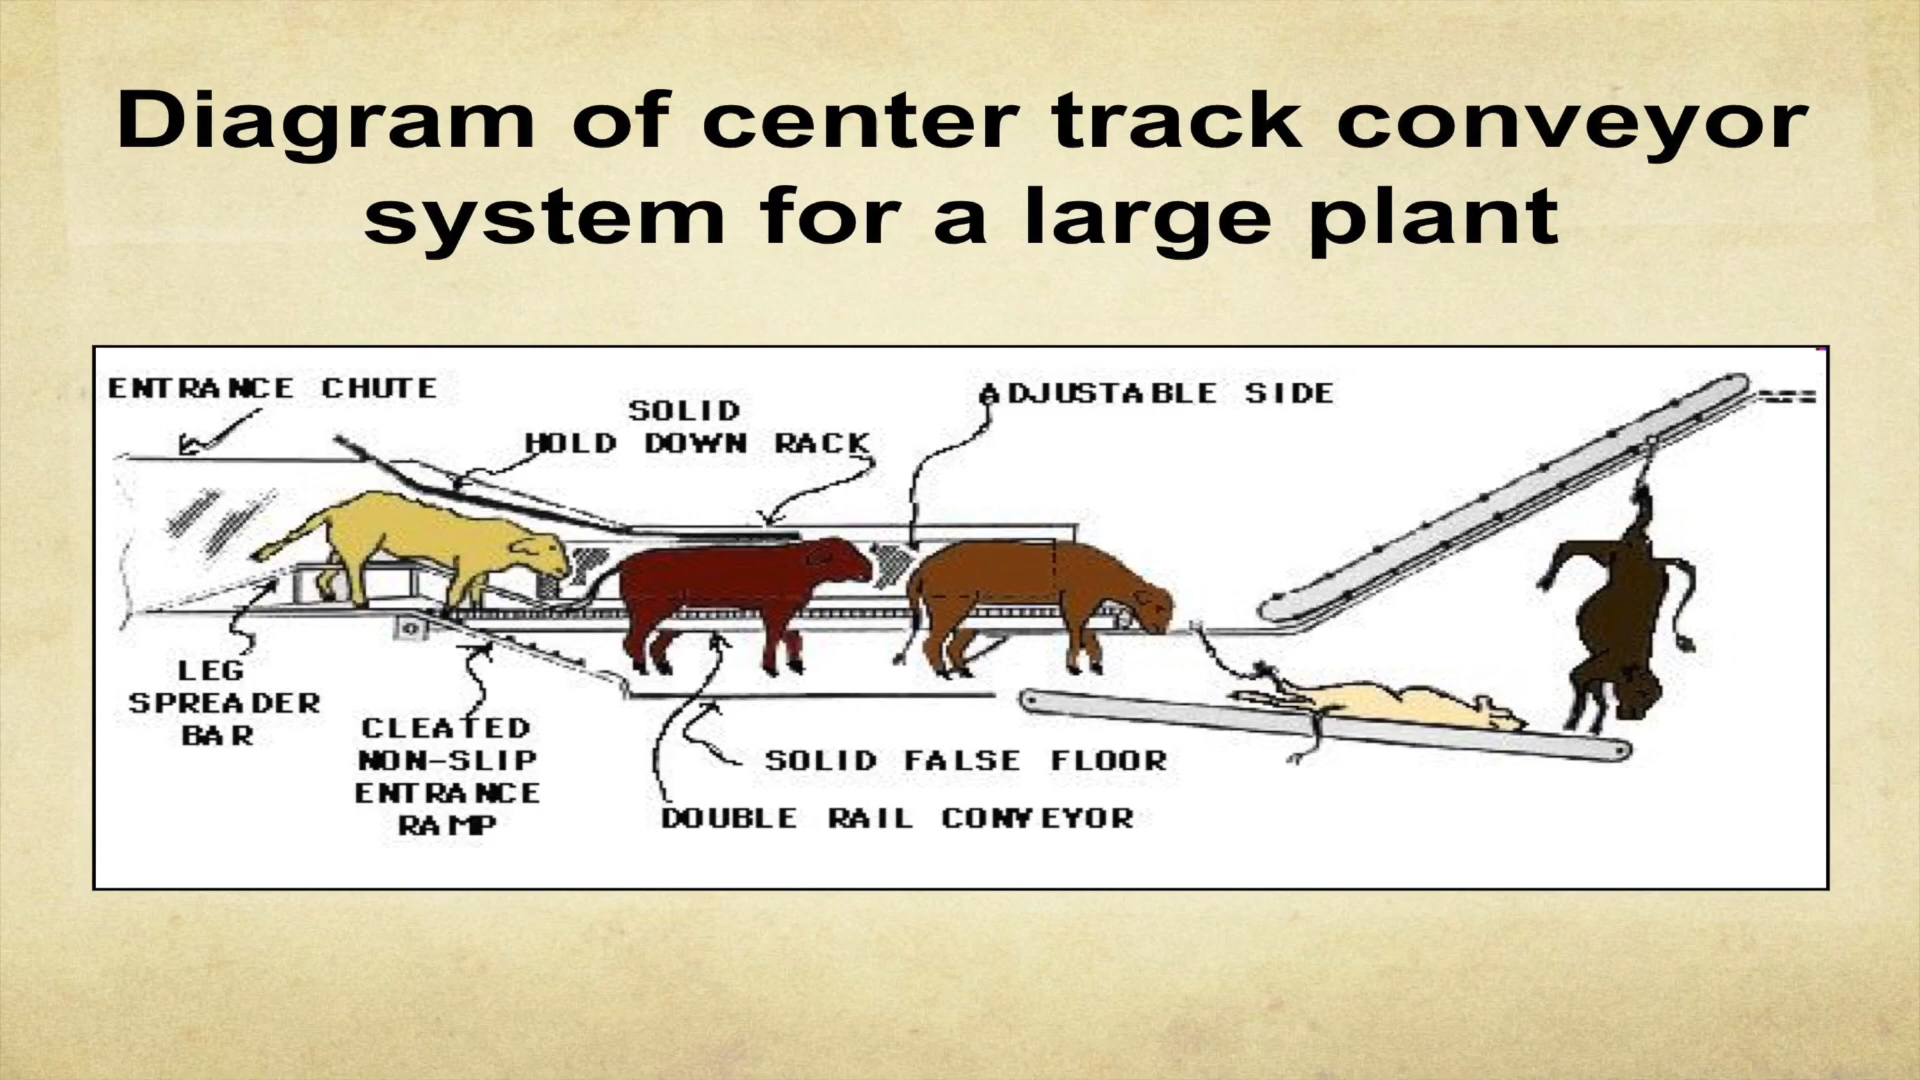 Diagram of center track conveyor
system for a large plant
ENTRANCE CHUTE
SOLID
HOLD DOWN RACK
ADJUSTABLE SIDE
LEG
SPREADER
BAR
CLEATED
NON-SLIP
ENTRANCE
RAMP
SOLID FALSE FLOOR
DOUBLE RAIL CONVEYOR